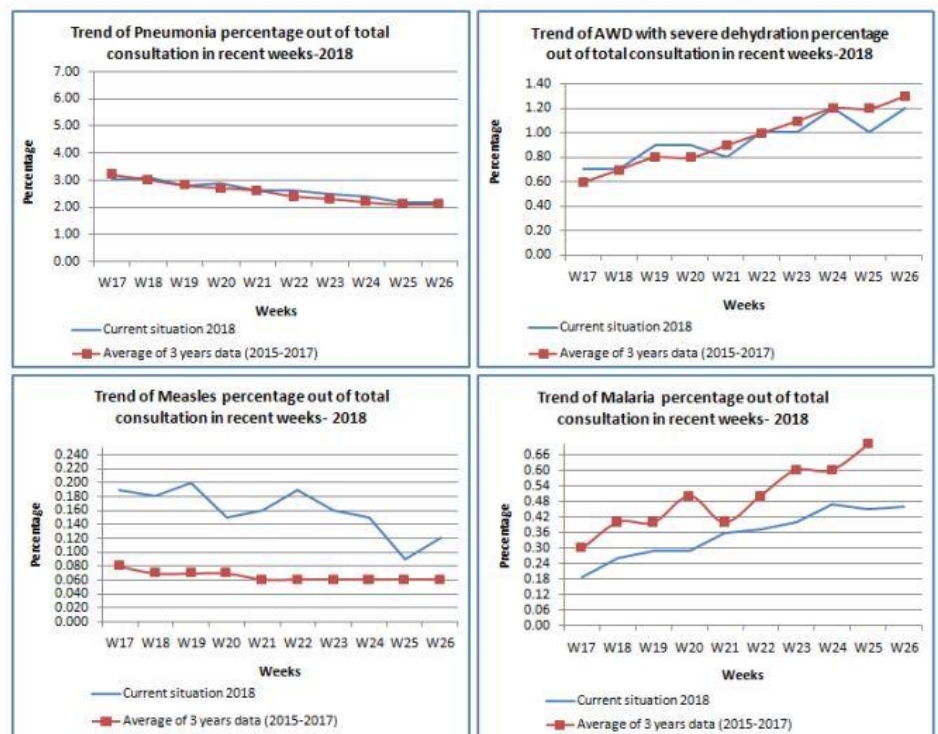 Trend of Pneumonia percentage out of total
consultation in recent weeks-2018
7.00
6.00
5.00
4.00
3.00
2.00
1.00
0.00
Percentage
W17 W18 W19 W20 W21 W22 W23 W24 W25 W26
Weeks
Current situation 2018
Average of 3 years data (2015-2017)
Trend of AWD with severe dehydration percentage
out of total consultation in recent weeks-2018
1.40
1.20
1.00
0.80
0.60
0.40
0.20
0.00
Percentage
W17 W18 W19 W20 W21 W22 W23 W24 W25 W26
Weeks
Current situation 2018
Average of 3 years data (2015-2017)
Trend of Measles percentage out of total
consultation in recent weeks- 2018
0.240
0.220
0.200
0.180
0.160
0.140
0.120
0.100
0.080
0.060
0.040
0.020
0.000
Percentage
W17 W18 W19 W20 W21 W22 W23 W24 W25 W26
Weeks
Current situation 2018
Average of 3 years data (2015-2017)
Trend of Malaria percentage out of total
consultation in recent weeks- 2018
0.66
0.60
0.54
0.48
0.42
0.36
0.30
0.24
0.18
0.12
0.06
0.00
Precentage
W17 W18 W19 W20 W21 W22 W23 W24 W25 W26
Weeks
Current situation 2018
Average of 3 years data (2015-2017)